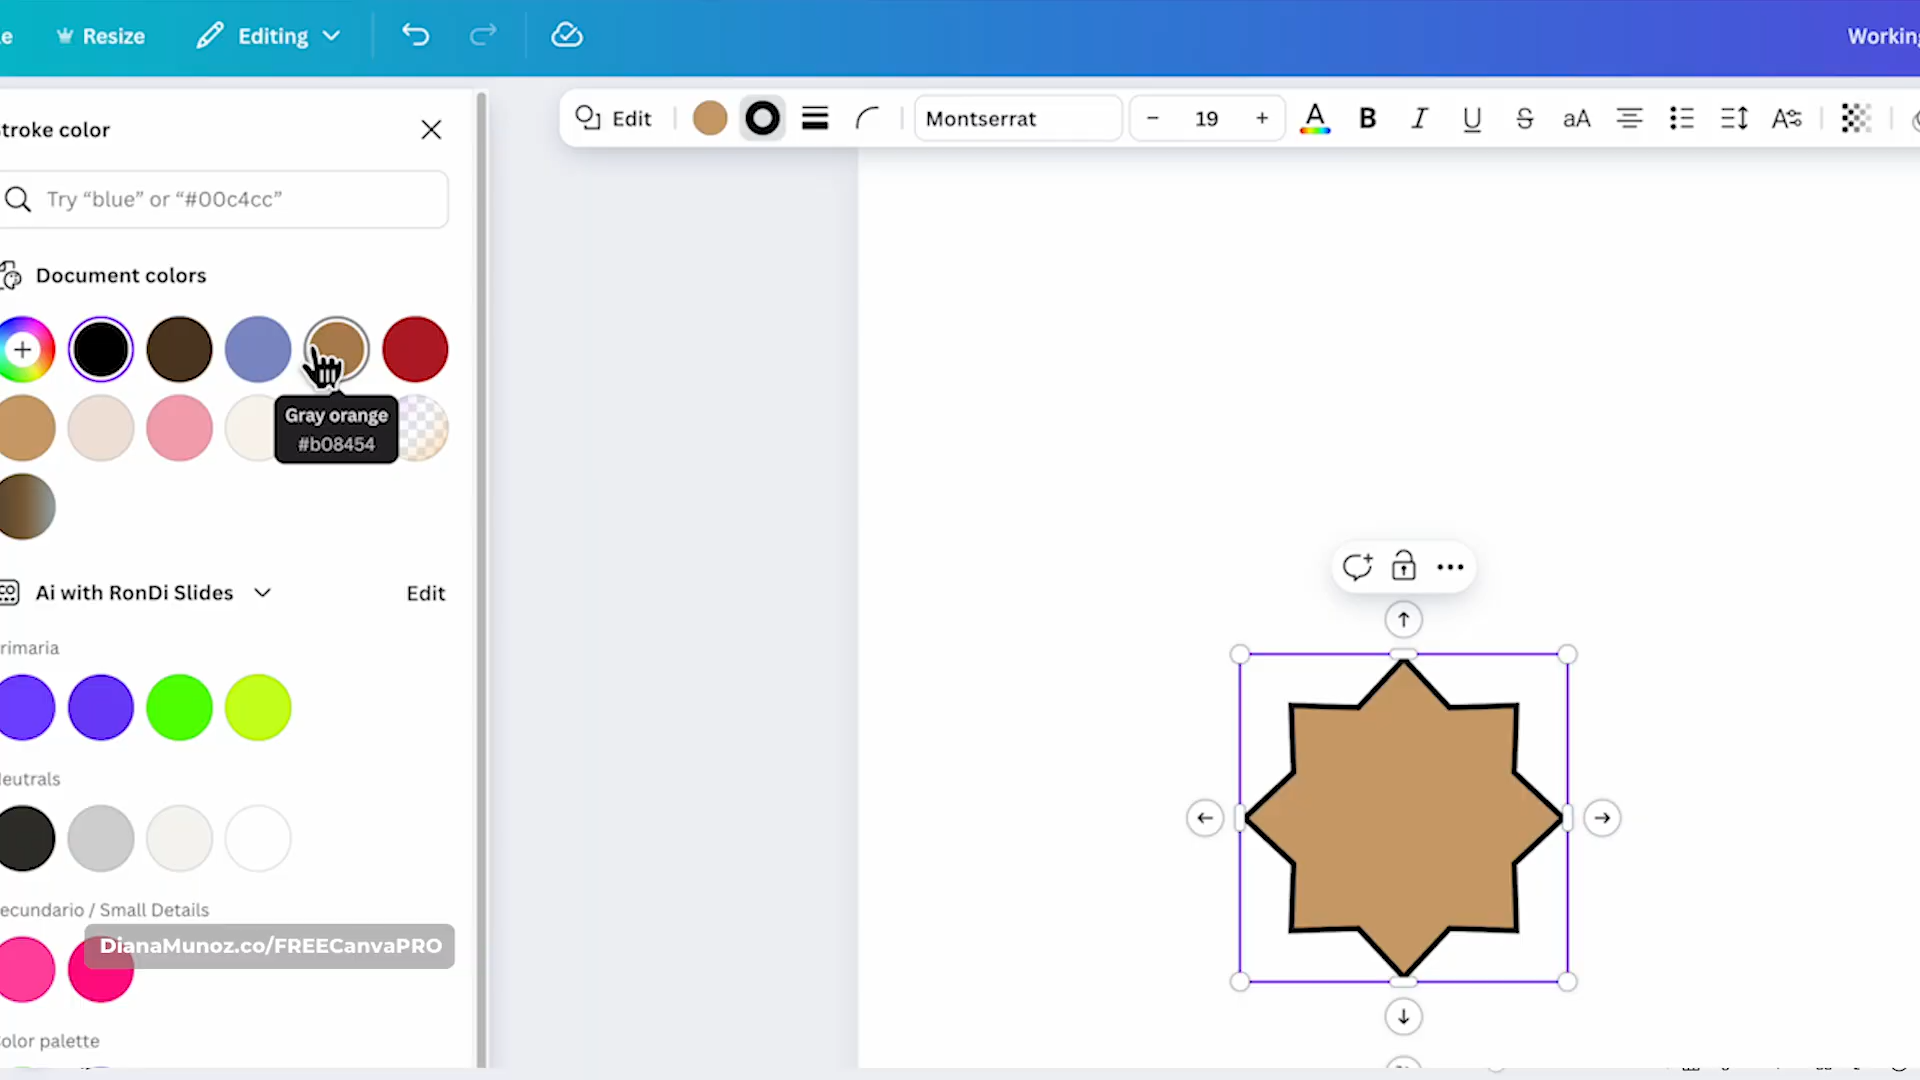 e Resize Editing Working
troke color
Edit Montserrat − 19 + A B I U S aA
Try “blue” or “#00c4cc”
Document colors
Gray orange
#b08454
Ai with RonDi Slides Edit
rimaria
eutrals
ecundario / Small Details
DianaMunoz.co/FREECanvaPRO
olor palette